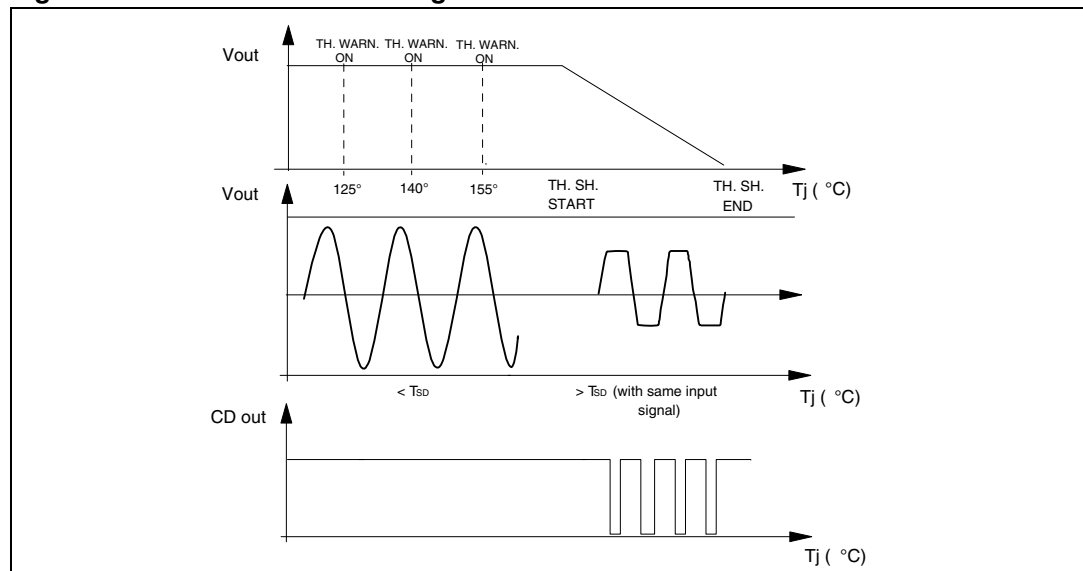 TH. WARN. TH. WARN. TH. WARN.
Vout
ON ON ON
125° 140° 155° TH. SH. START TH. SH. END Tj ( °C)
Vout
< TSD > TSD (with same input signal)
Tj ( °C)
CD out
Tj ( °C)